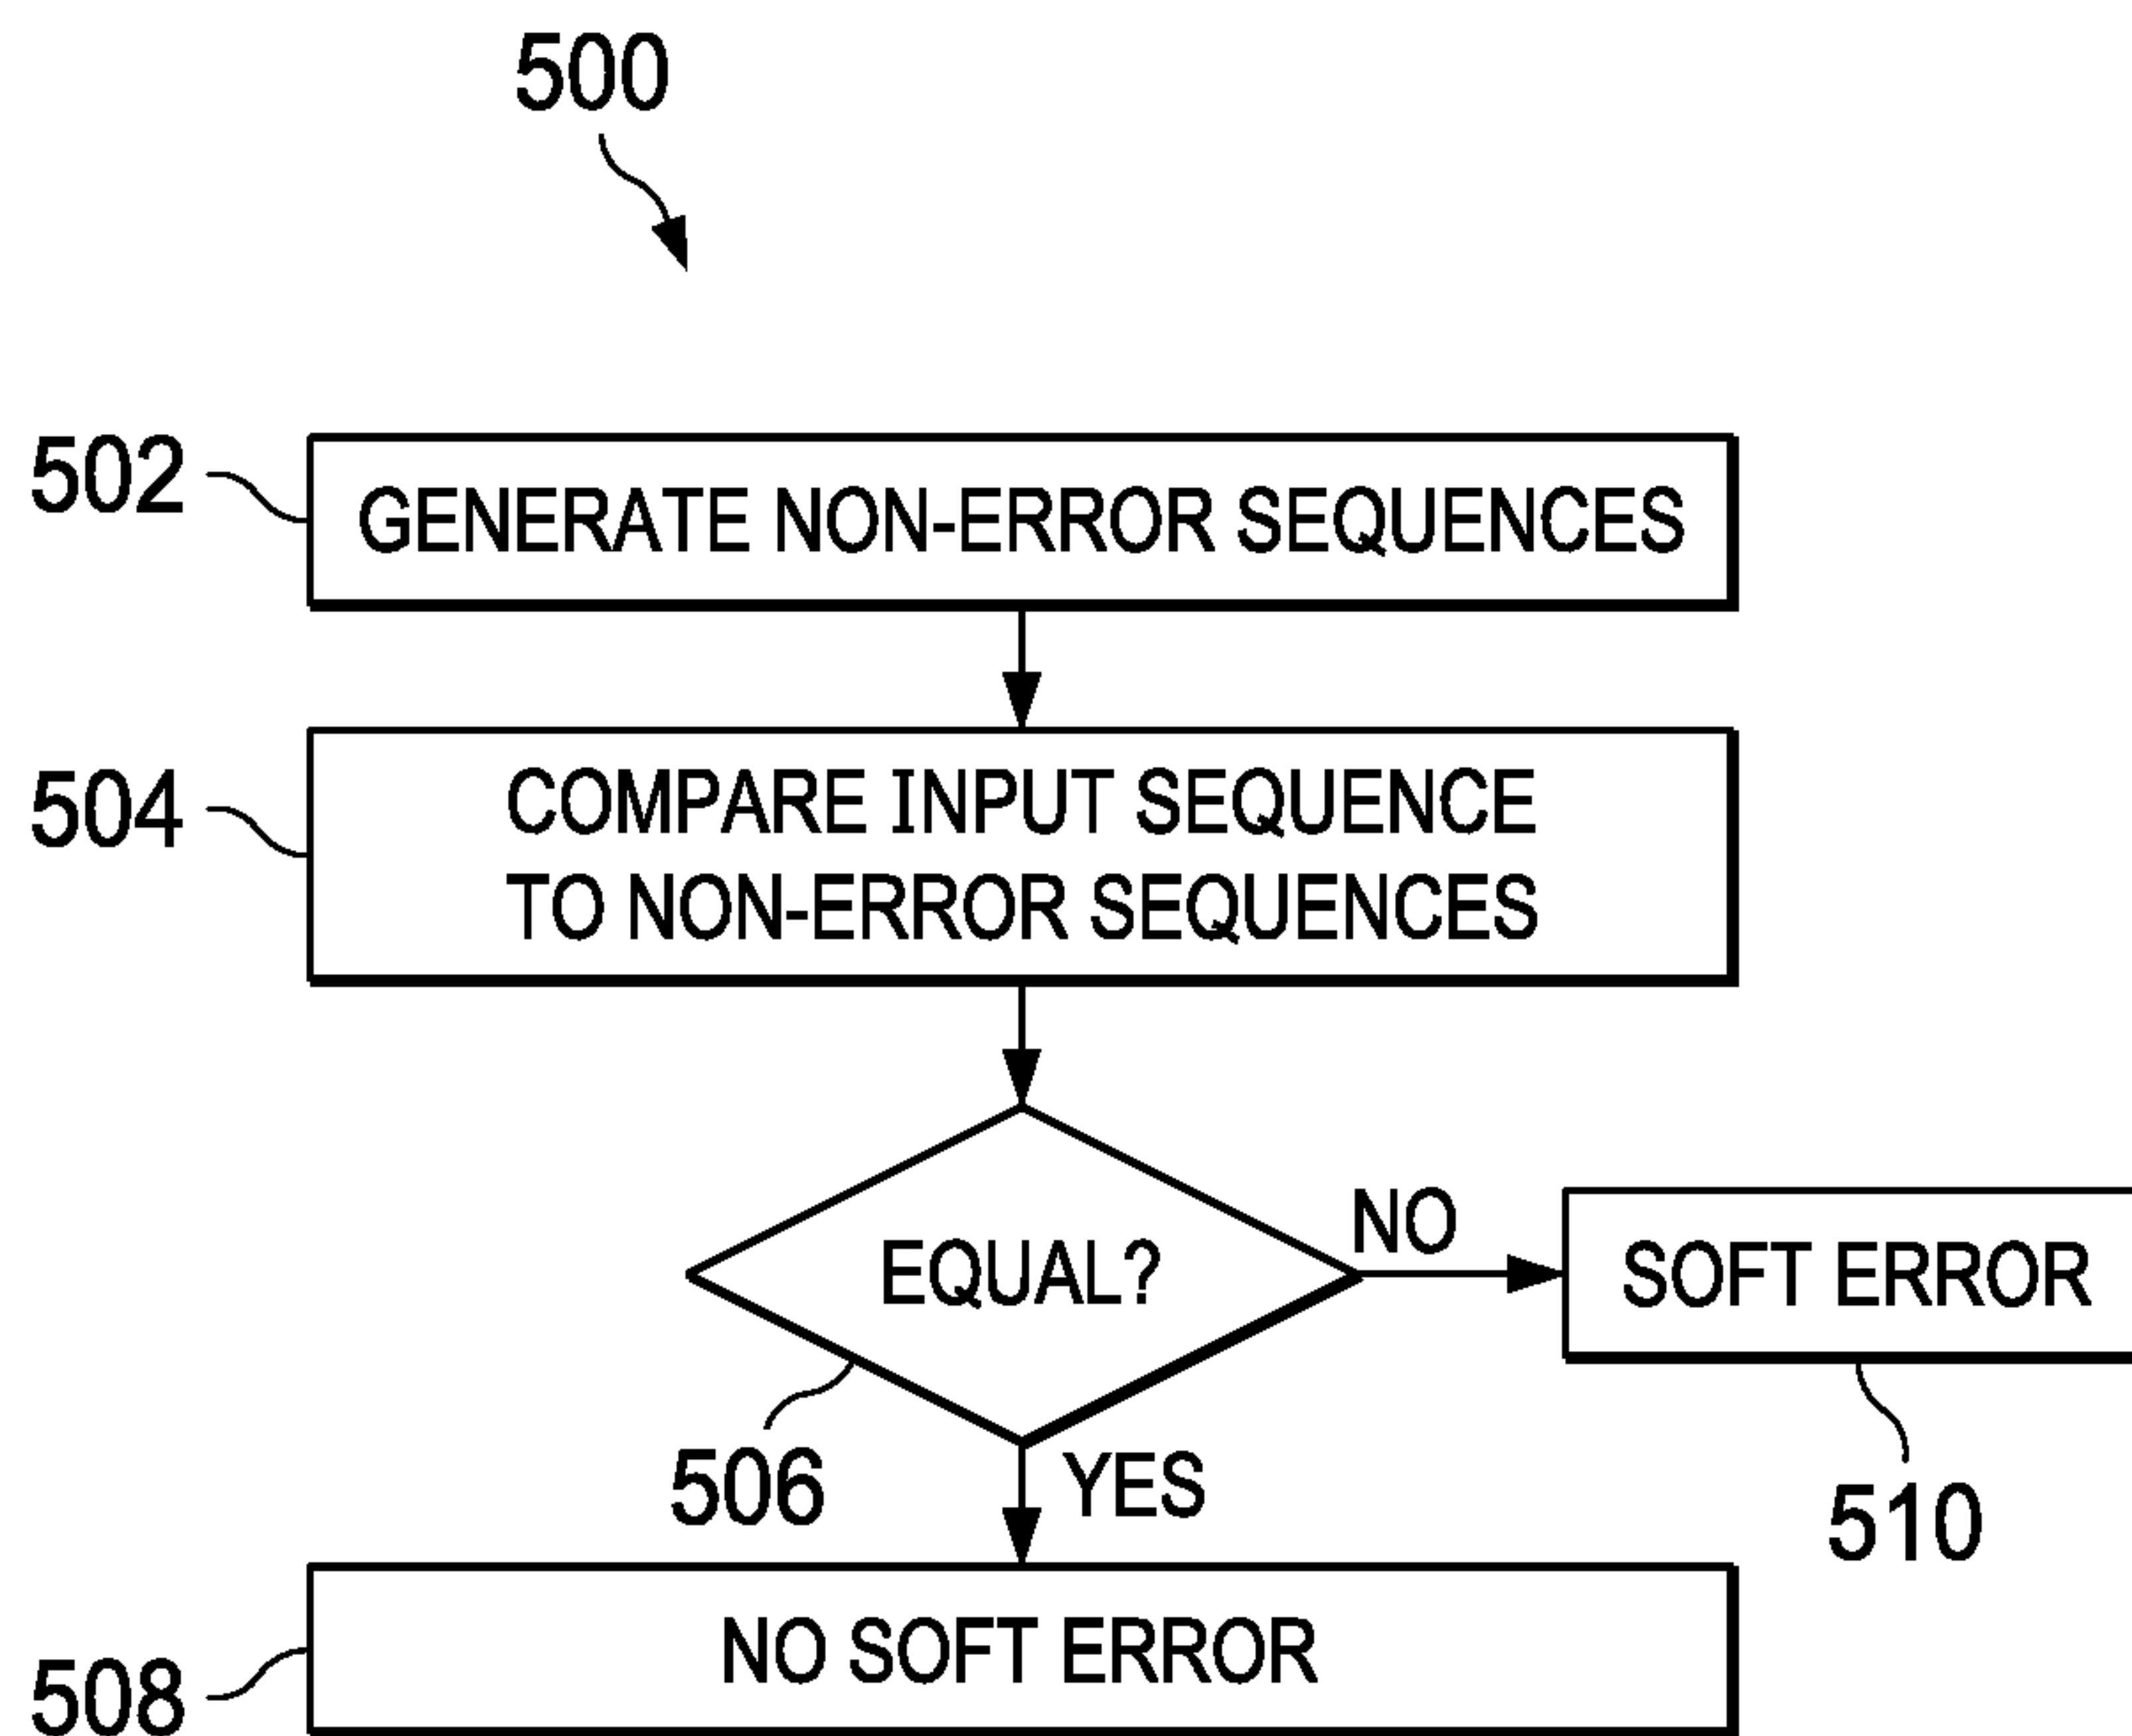 500
502
GENERATE NON-ERROR SEQUENCES
504
COMPARE INPUT SEQUENCE
TO NON-ERROR SEQUENCES
EQUAL?
NO
SOFT ERROR
506
YES
510
508
NO SOFT ERROR